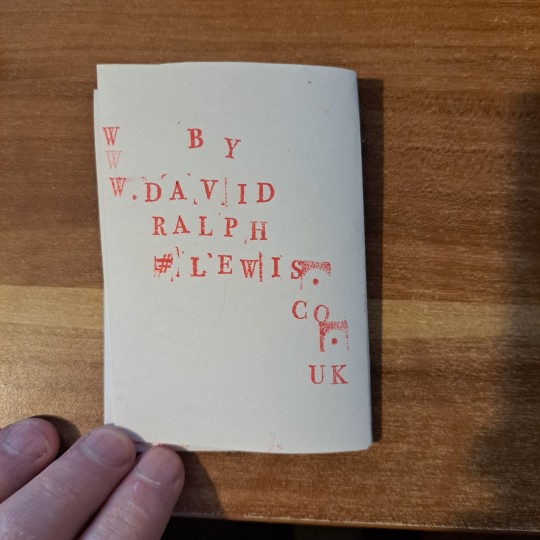 W BY
W
W.DAVID
RALPH
#LEWIS.
CO.
UK